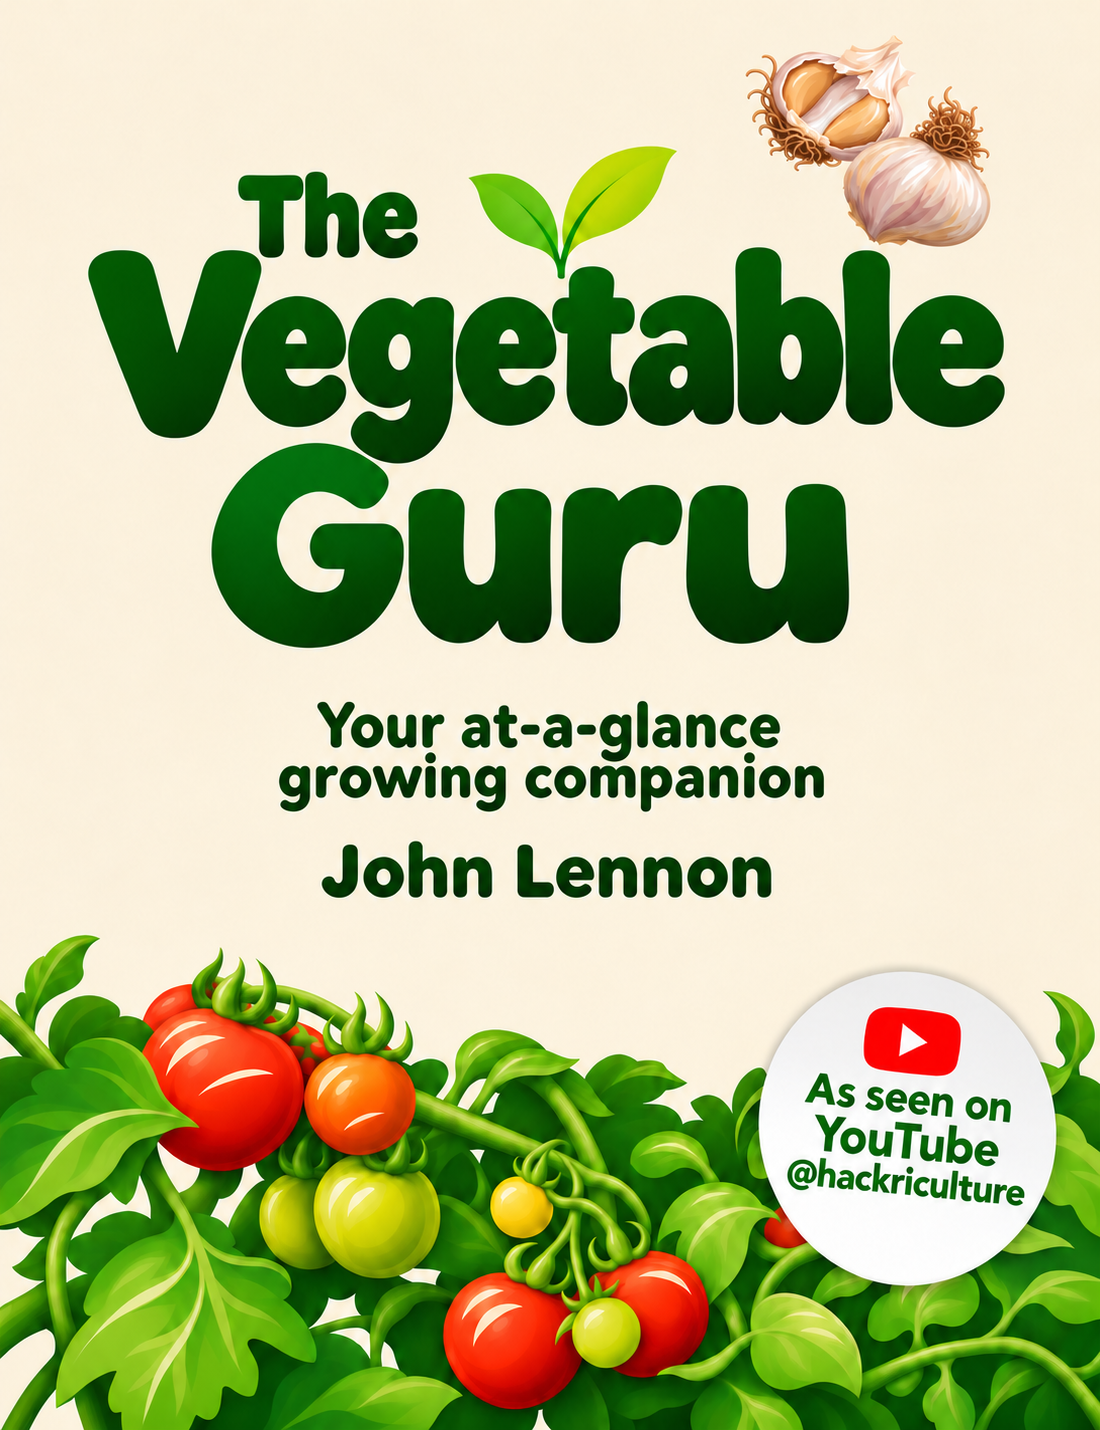 The
Vegetable
Guru
Your at-a-glance
growing companion
John Lennon
As seen on
YouTube
@hackriculture